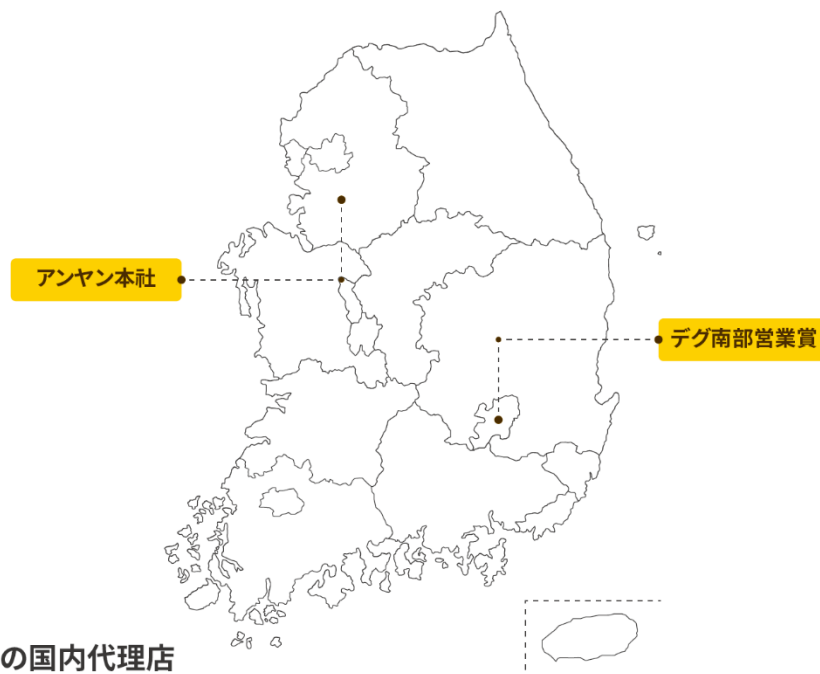 アンヤン本社
デグ南部営業賞
の国内代理店